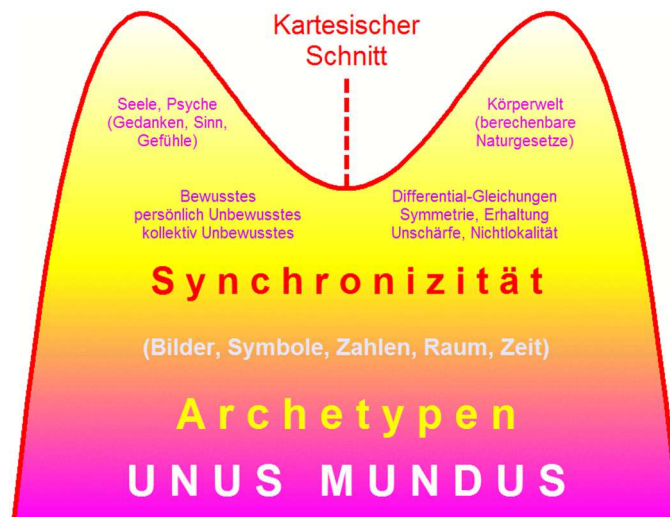 Kartesischer
Schnitt
Seele, Psyche
(Gedanken, Sinn,
Gefühle)
Körperwelt
(berechenbare
Naturgesetze)
Bewusstes
persönlich Unbewusstes
kollektiv Unbewusstes
Differential-Gleichungen
Symmetrie, Erhaltung
Unschärfe, Nichtlokalität
Synchronizität
(Bilder, Symbole, Zahlen, Raum, Zeit)
Archetypen
UNUS MUNDUS